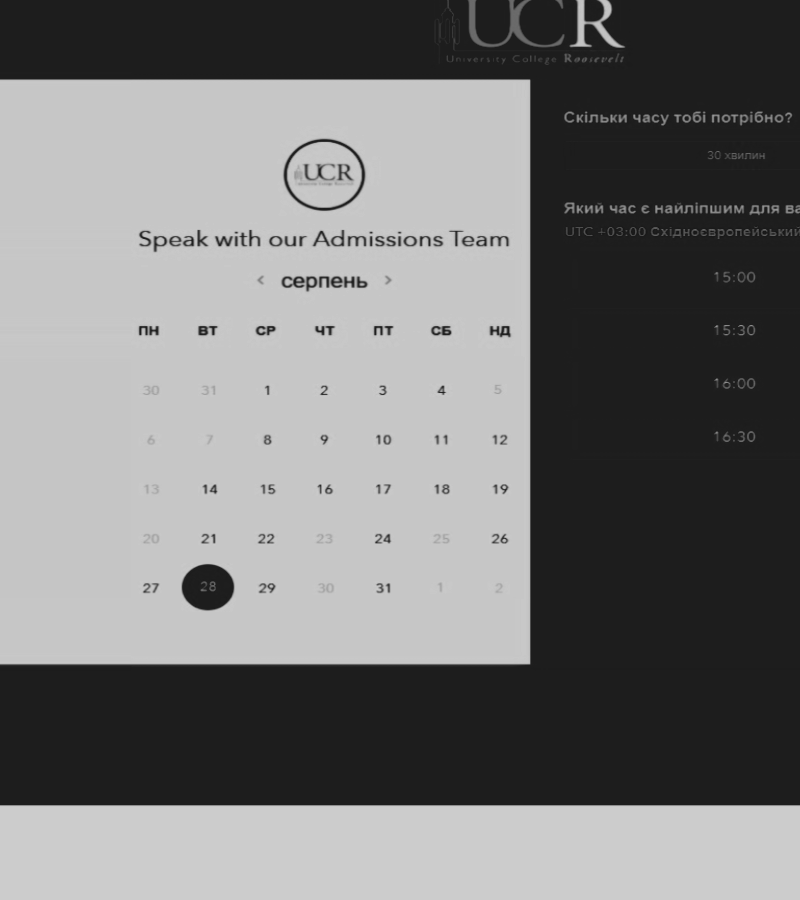 UCR
University College Roosevelt
UCR
Speak with our Admissions Team
< серпень >
ПН ВТ СР ЧТ ПТ СБ НД
30 31 1 2 3 4 5
6 7 8 9 10 11 12
13 14 15 16 17 18 19
20 21 22 23 24 25 26
27 28 29 30 31 1 2
Скільки часу тобі потрібно?
30 хвилин
Який час є найліпшим для ва
UTC +03:00 Східноєвропейський
15:00
15:30
16:00
16:30